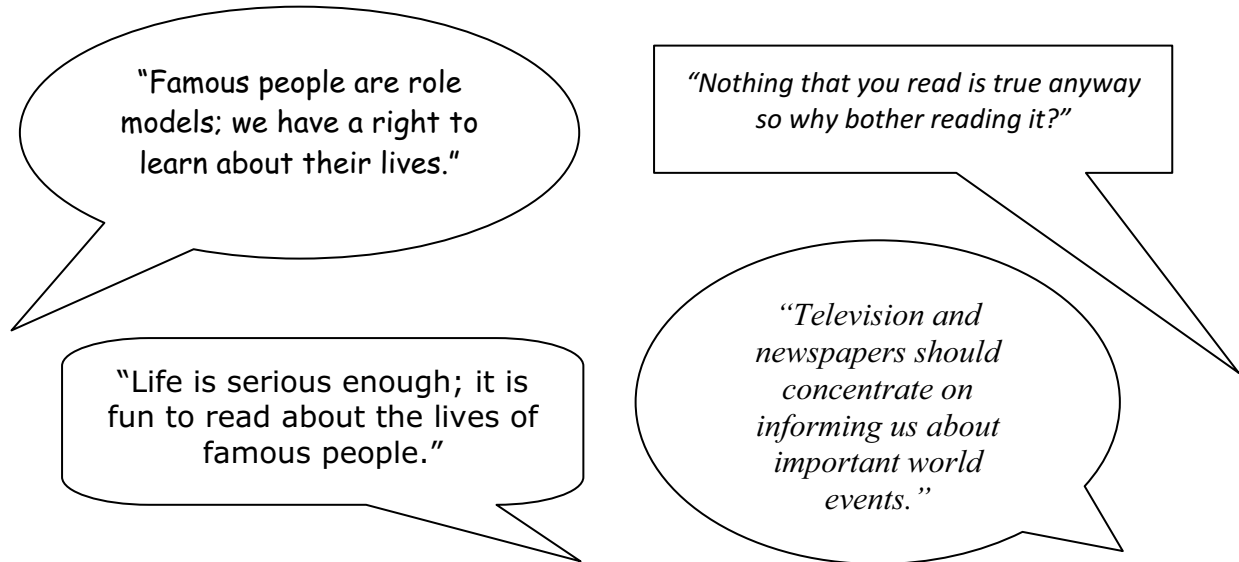 “Famous people are role
models; we have a right to
learn about their lives.”
“Nothing that you read is true anyway
so why bother reading it?”
“Life is serious enough; it is
fun to read about the lives of
famous people.”
“Television and
newspapers should
concentrate on
informing us about
important world
events.”